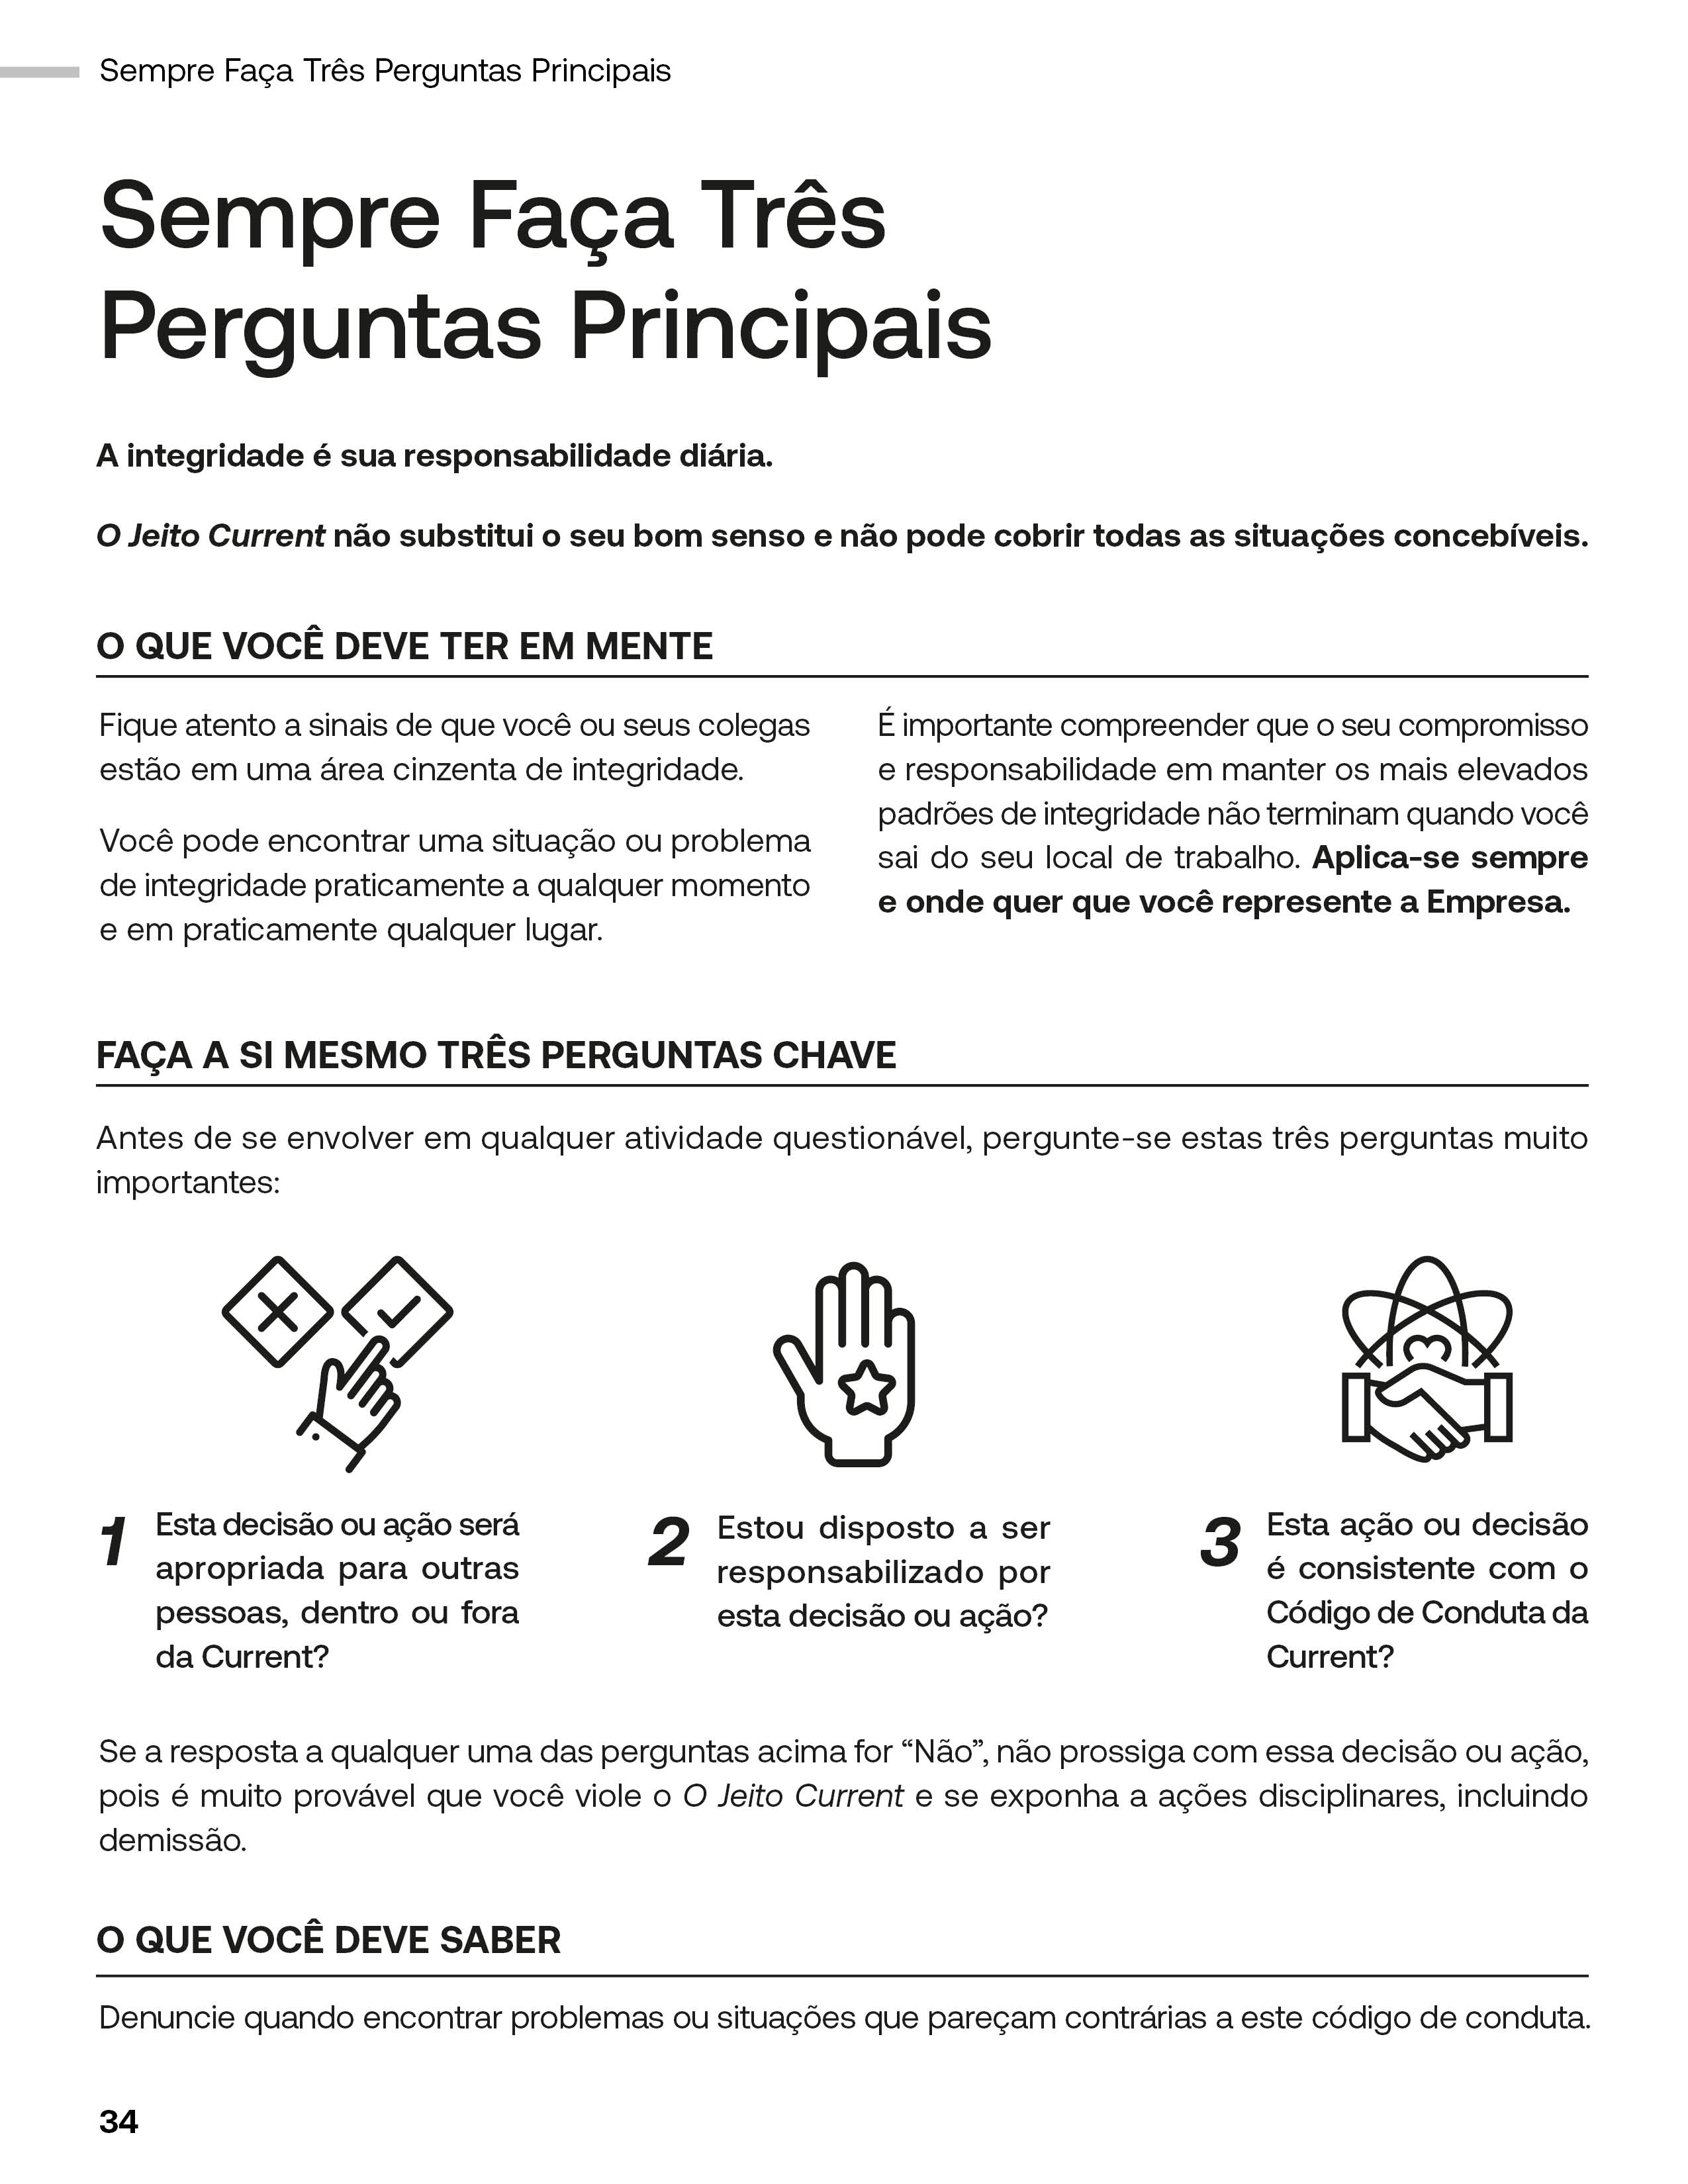 Sempre Faça Três Perguntas Principais
Sempre Faça Três
Perguntas Principais
A integridade é sua responsabilidade diária.
O Jeito Current não substitui o seu bom senso e não pode cobrir todas as situações concebíveis.
O QUE VOCÊ DEVE TER EM MENTE
Fique atento a sinais de que você ou seus colegas
estão em uma área cinzenta de integridade.
Você pode encontrar uma situação ou problema
de integridade praticamente a qualquer momento
e em praticamente qualquer lugar.
É importante compreender que o seu compromisso
e responsabilidade em manter os mais elevados
padrões de integridade não terminam quando você
sai do seu local de trabalho. Aplica-se sempre
e onde quer que você represente a Empresa.
FAÇA A SI MESMO TRÊS PERGUNTAS CHAVE
Antes de se envolver em qualquer atividade questionável, pergunte-se estas três perguntas muito
importantes:
1 Esta decisão ou ação será
apropriada para outras
pessoas, dentro ou fora
da Current?
2 Estou disposto a ser
responsabilizado por
esta decisão ou ação?
3 Esta ação ou decisão
é consistente com o
Código de Conduta da
Current?
Se a resposta a qualquer uma das perguntas acima for “Não”, não prossiga com essa decisão ou ação,
pois é muito provável que você viole o O Jeito Current e se exponha a ações disciplinares, incluindo
demissão.
O QUE VOCÊ DEVE SABER
Denuncie quando encontrar problemas ou situações que pareçam contrárias a este código de conduta.
34